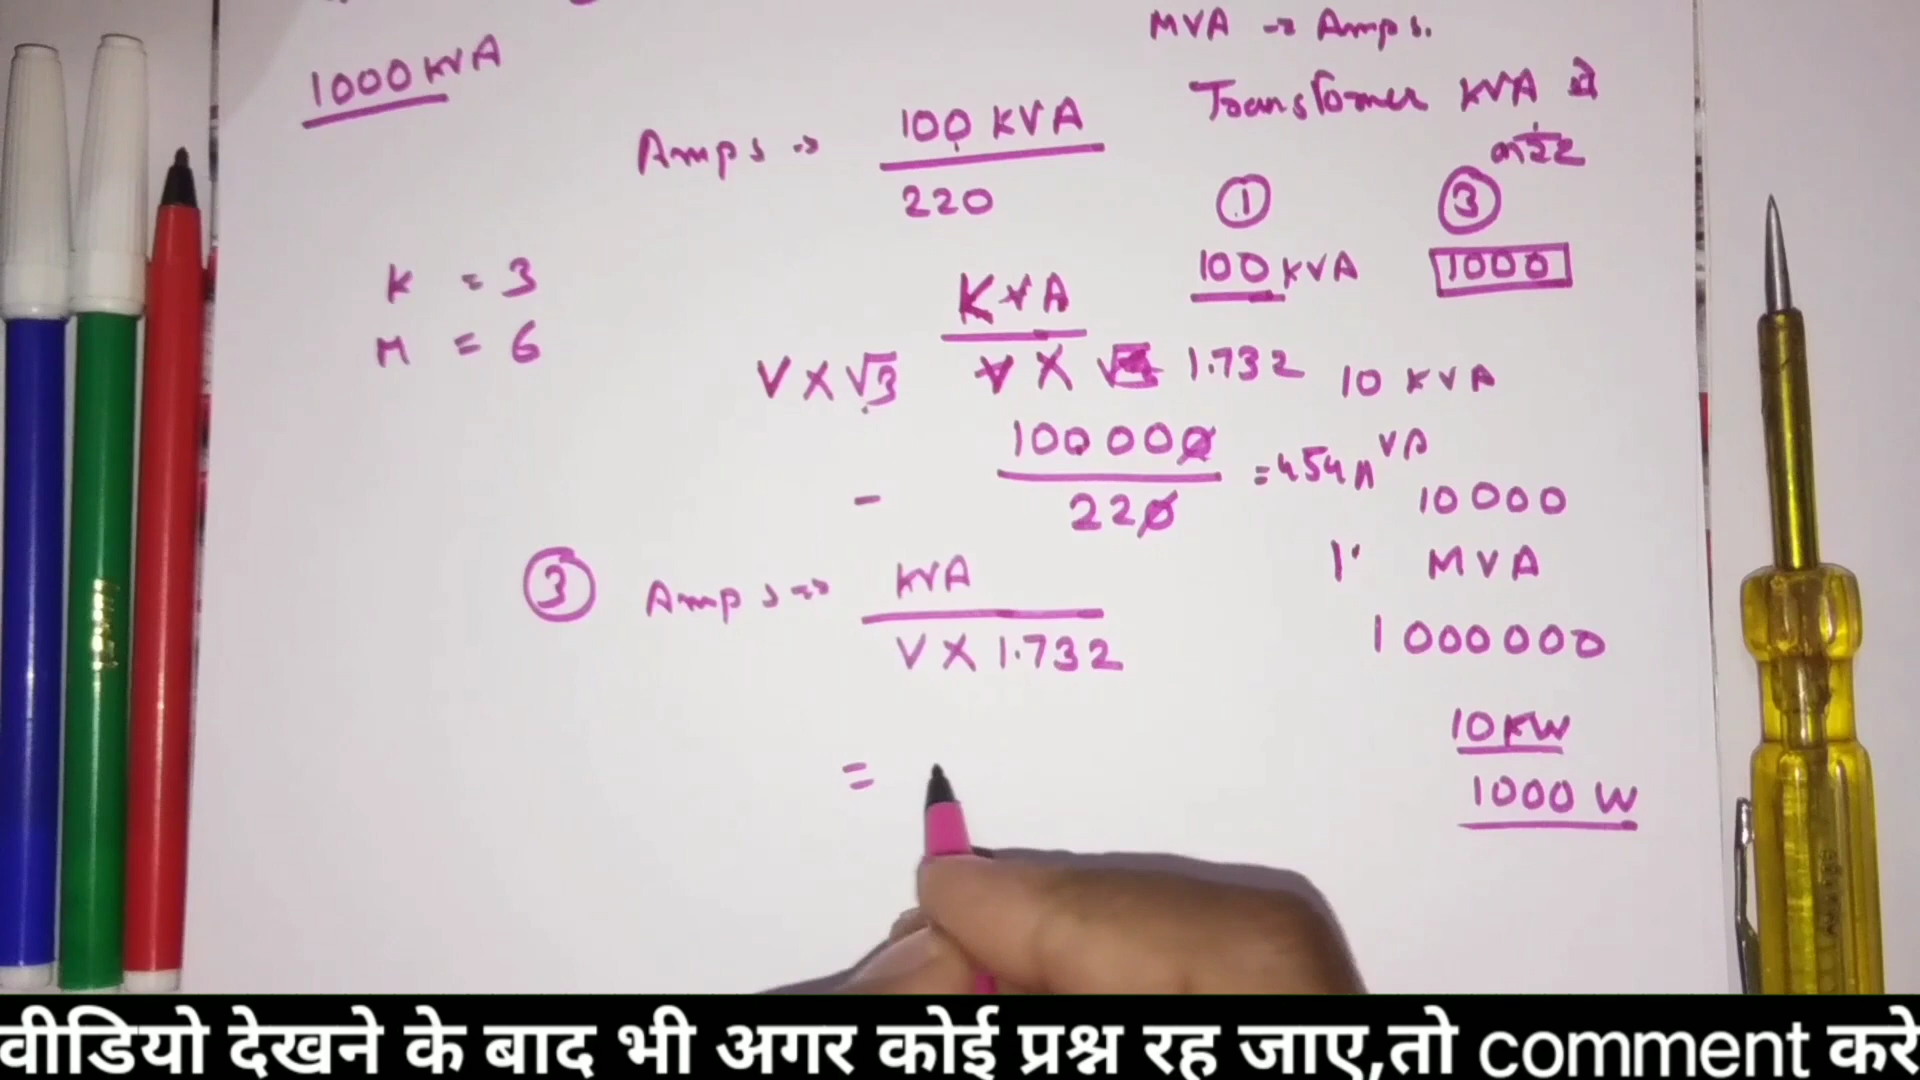 MVA → Amps.
1000 KVA
Transformer KVA से
Amps → 100 KVA / 220
① ③
100 KVA 1000
K = 3
M = 6
KVA / V X 1.732
V X √3
10 KVA
100000 / 220 = 454 A
VA
10000
1 MVA
1000000
③ Amps → KVA / V X 1.732
10 KW
1000 W
=
वीडियो देखने के बाद भी अगर कोई प्रश्न रह जाए,तो comment करे